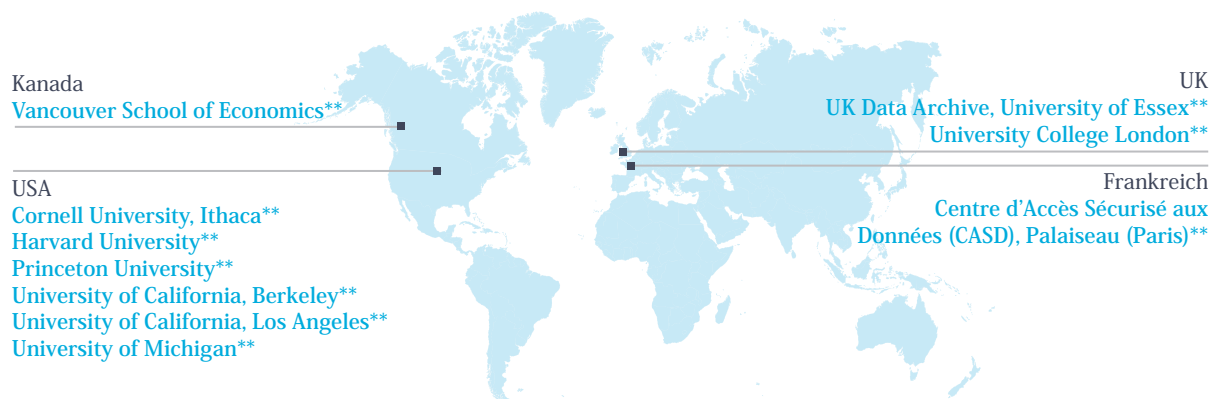 Kanada
Vancouver School of Economics**
USA
Cornell University, Ithaca**
Harvard University**
Princeton University**
University of California, Berkeley**
University of California, Los Angeles**
University of Michigan**
UK
UK Data Archive, University of Essex**
University College London**
Frankreich
Centre d’Accès Sécurisé aux
Données (CASD), Palaiseau (Paris)**